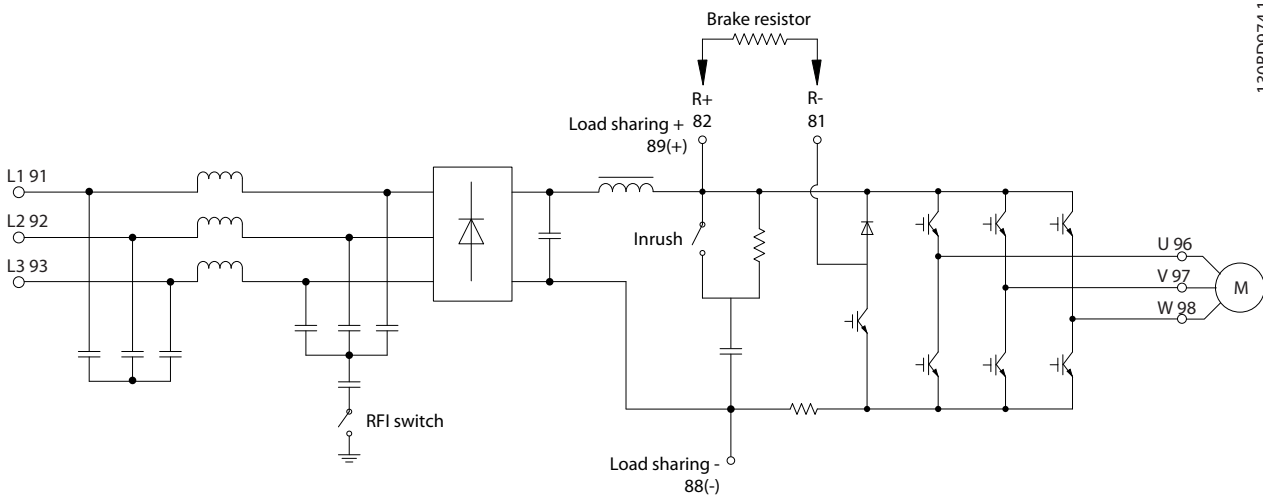 Brake resistor
R+
82
R-
81
Load sharing +
89(+)
L1 91
L2 92
L3 93
Inrush
U 96
V 97
W 98
M
RFI switch
Load sharing -
88(-)